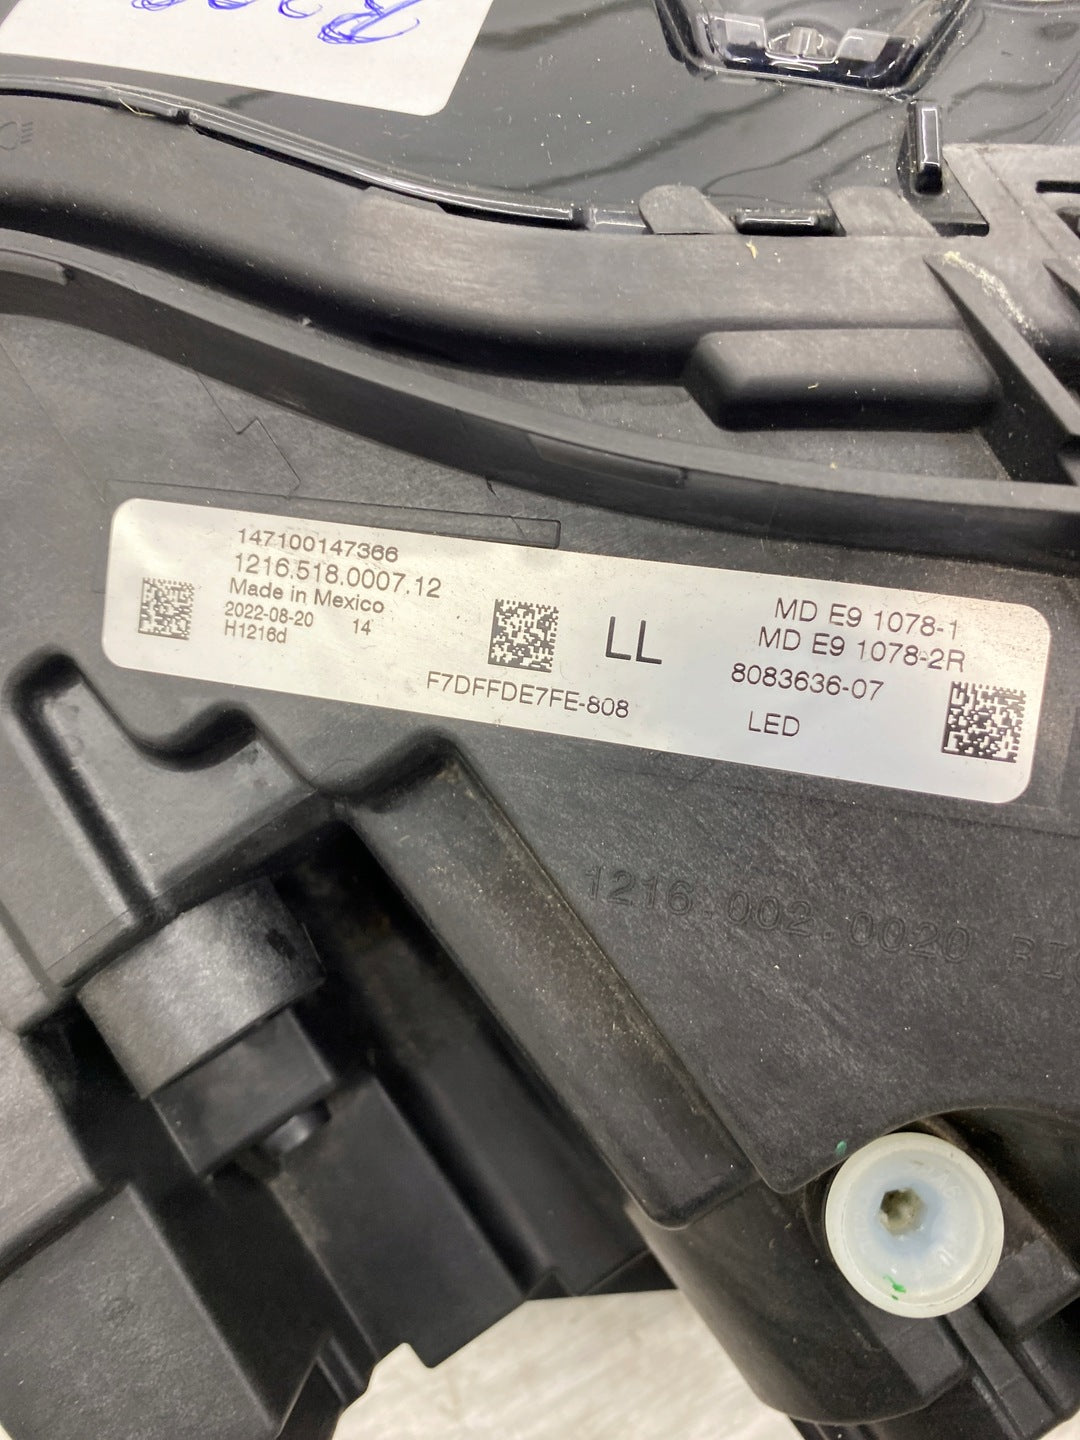 147100147366
1216.518.0007.12
Made in Mexico
2022-08-20 14
H1216d
F7DFFDE7FE-808
LL
MD E9 1078-1
MD E9 1078-2R
8083636-07
LED
1216.002.0020